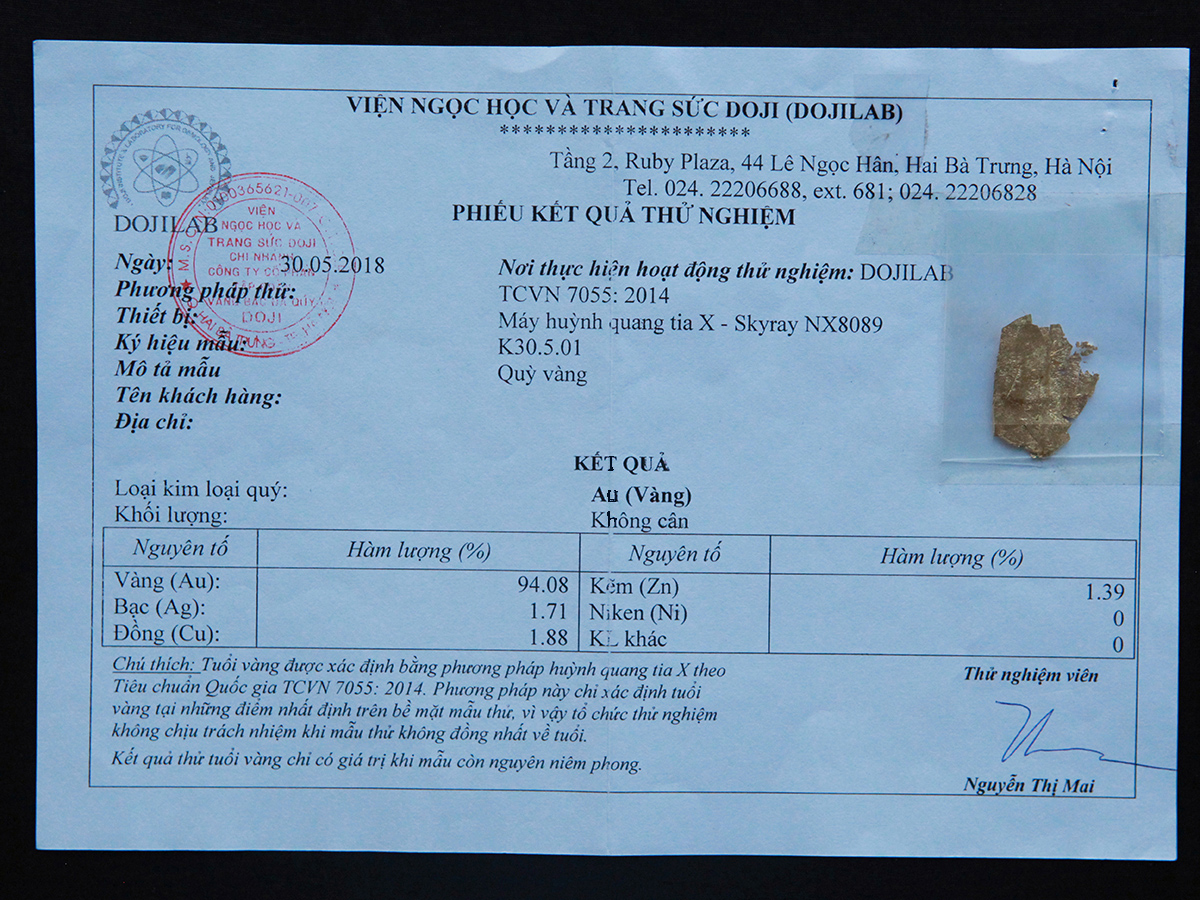 VIỆN NGỌC HỌC VÀ TRANG SỨC DOJI (DOJILAB)
**********************
Tầng 2, Ruby Plaza, 44 Lê Ngọc Hân, Hai Bà Trưng, Hà Nội
Tel. 024. 22206688, ext. 681; 024. 22206828
DOJILAB
PHIẾU KẾT QUẢ THỬ NGHIỆM
VIỆN
NGỌC HỌC VÀ
TRANG SỨC DOJI
CHI NHÁNH
CÔNG TY CỔ PHẦN
VÀNG BẠC ĐÁ QUÝ
DOJI
Ngày: 30.05.2018
Nơi thực hiện hoạt động thử nghiệm: DOJILAB
Phương pháp thử: TCVN 7055: 2014
Thiết bị: Máy huỳnh quang tia X - Skyray NX8089
Ký hiệu mẫu: K30.5.01
Mô tả mẫu Quỳ vàng
Tên khách hàng:
Địa chỉ:
KẾT QUẢ
Loại kim loại quý: Au (Vàng)
Khối lượng: Không cân
Nguyên tố Hàm lượng (%) Nguyên tố Hàm lượng (%)
Vàng (Au): 94.08 Kẽm (Zn) 1.39
Bạc (Ag): 1.71 Niken (Ni) 0
Đồng (Cu): 1.88 KL khác 0
Chú thích: Tuổi vàng được xác định bằng phương pháp huỳnh quang tia X theo
Tiêu chuẩn Quốc gia TCVN 7055: 2014. Phương pháp này chỉ xác định tuổi
vàng tại những điểm nhất định trên bề mặt mẫu thử, vì vậy tổ chức thử nghiệm
không chịu trách nhiệm khi mẫu thử không đồng nhất về tuổi.
Kết quả thử tuổi vàng chỉ có giá trị khi mẫu còn nguyên niêm phong.
Thử nghiệm viên
Nguyễn Thị Mai